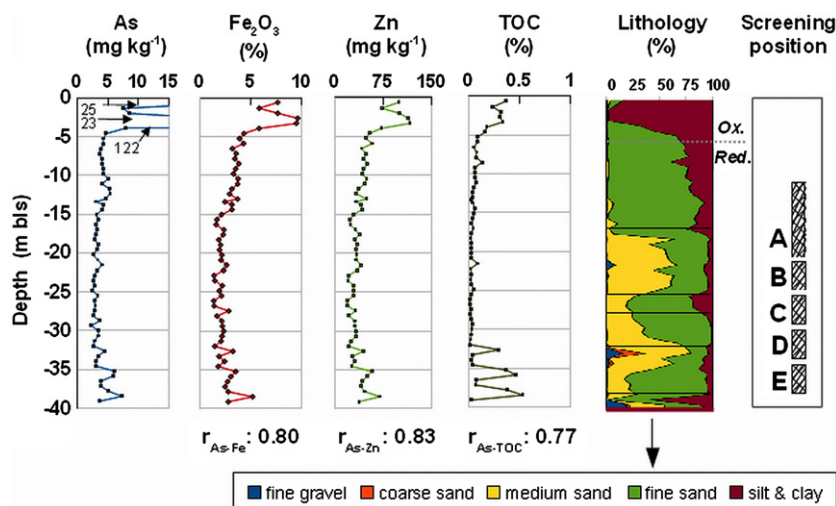 As Fe₂O₃ Zn TOC Lithology Screening
(mg kg⁻¹) (%) (mg kg⁻¹) (%) (%) position
0 5 10 15 0 5 10 0 75 150 0 0.5 1 0 25 50 75 100
0
25
23
122
-5
-10
-15
-20
-25
-30
-35
-40
Depth (m bls)
Ox.
Red.
A
B
C
D
E
r As-Fe: 0.80 r As-Zn: 0.83 r As-TOC: 0.77
fine gravel coarse sand medium sand fine sand silt & clay